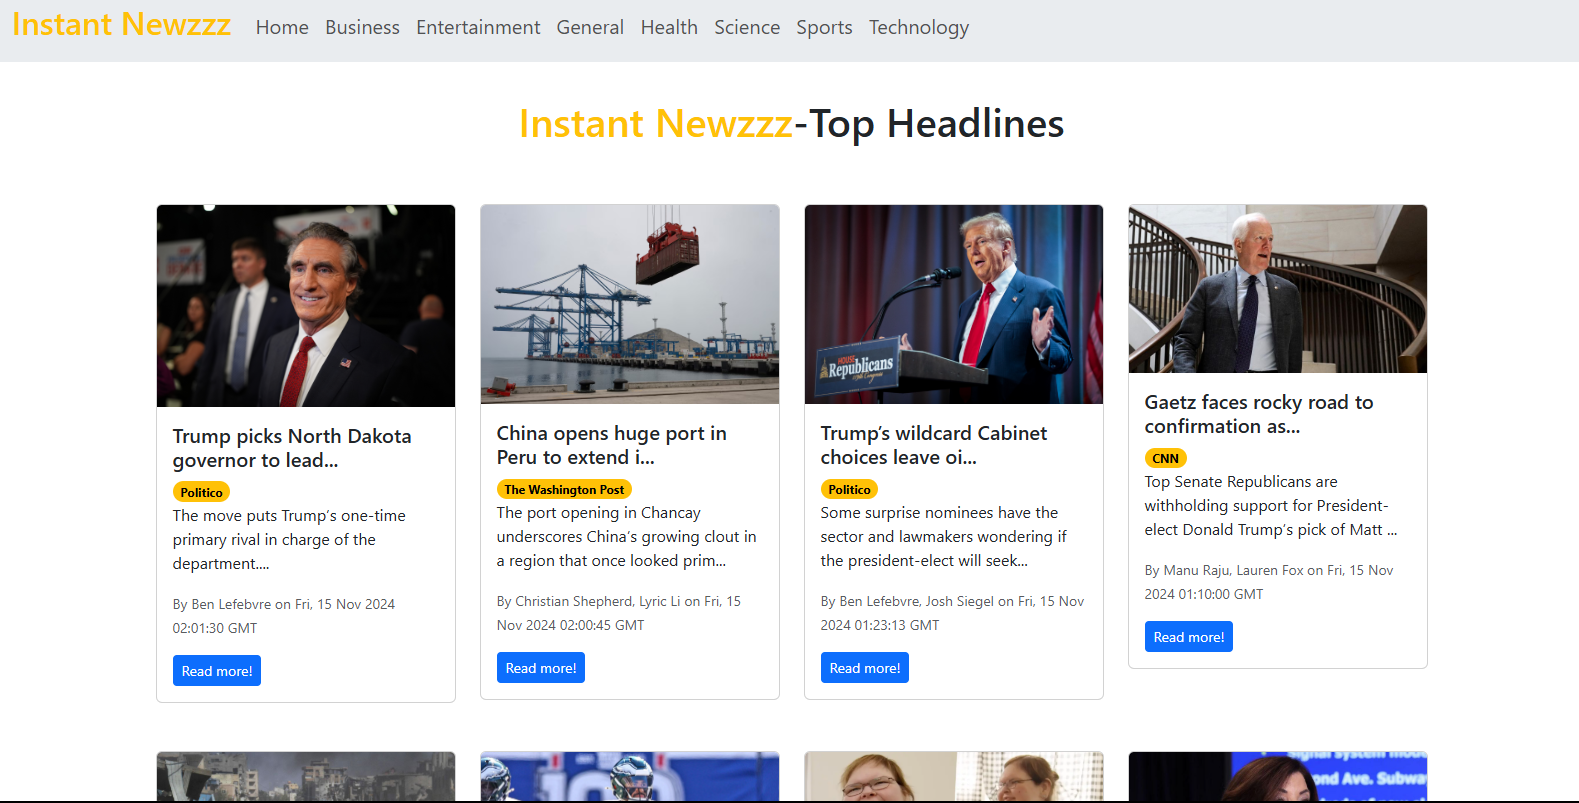 Instant Newzzz Home Business Entertainment General Health Science Sports Technology
Instant Newzzz-Top Headlines
Trump picks North Dakota
governor to lead...
Politico
The move puts Trump’s one-time
primary rival in charge of the
department....
By Ben Lefebvre on Fri, 15 Nov 2024
02:01:30 GMT
Read more!
China opens huge port in
Peru to extend i...
The Washington Post
The port opening in Chancay
underscores China’s growing clout in
a region that once looked prim...
By Christian Shepherd, Lyric Li on Fri, 15
Nov 2024 02:00:45 GMT
Read more!
HOUSE
Republicans
Trump’s wildcard Cabinet
choices leave oi...
Politico
Some surprise nominees have the
sector and lawmakers wondering if
the president-elect will seek...
By Ben Lefebvre, Josh Siegel on Fri, 15 Nov
2024 01:23:13 GMT
Read more!
Gaetz faces rocky road to
confirmation as...
CNN
Top Senate Republicans are
withholding support for President-
elect Donald Trump’s pick of Matt ...
By Manu Raju, Lauren Fox on Fri, 15 Nov
2024 01:10:00 GMT
Read more!
Signal system
ond Ave. Subway